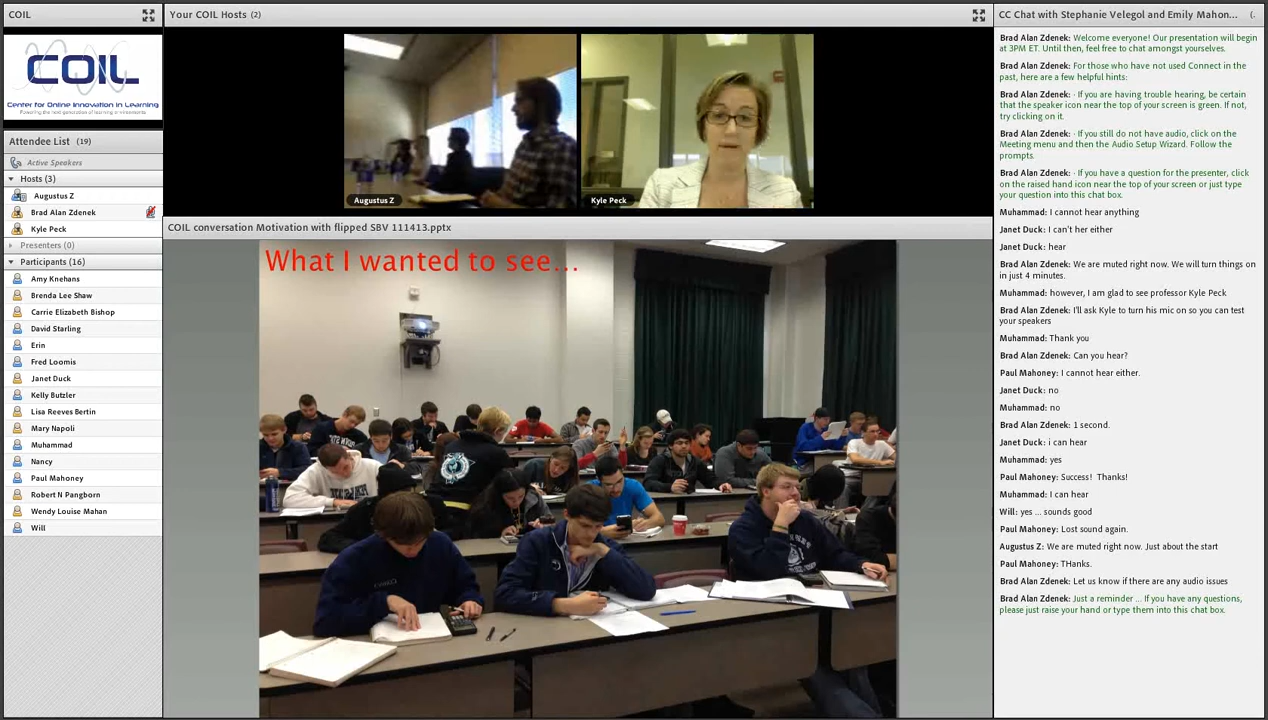 COIL
COIL
Center for Online Innovation in Learning
Attendee List (19)
Active Speakers
Hosts (3)
Augustus Z
Brad Alan Zdenek
Kyle Peck
Presenters (0)
Participants (16)
Amy Knehans
Brenda Lee Shaw
Carrie Elizabeth Bishop
David Starling
Erin
Fred Loomis
Janet Duck
Kelly Butzler
Lisa Reeves Bertin
Mary Napoli
Muhammad
Nancy
Paul Mahoney
Robert N Pangborn
Wendy Louise Mahan
Will
Your COIL Hosts (2)
Augustus Z
Kyle Peck
COIL conversation Motivation with flipped SBV 111413.pptx
What I wanted to see...
CC Chat with Stephanie Velegol and Emily Mahon...
Brad Alan Zdenek: Welcome everyone! Our presentation will begin
at 3PM ET. Until then, feel free to chat amongst yourselves.
Brad Alan Zdenek: For those who have not used Connect in the
past, here are a few helpful hints:
Brad Alan Zdenek: · If you are having trouble hearing, be certain
that the speaker icon near the top of your screen is green. If not,
try clicking on it.
Brad Alan Zdenek: · If you still do not have audio, click on the
Meeting menu and then the Audio Setup Wizard. Follow the
prompts.
Brad Alan Zdenek: · If you have a question for the presenter, click
on the raised hand icon near the top of your screen or just type
your question into this chat box.
Muhammad: I cannot hear anything
Janet Duck: I can't her either
Janet Duck: hear
Brad Alan Zdenek: We are muted right now. We will turn things on
in just 4 minutes.
Muhammad: however, I am glad to see professor Kyle Peck
Brad Alan Zdenek: I'll ask Kyle to turn his mic on so you can test
your speakers
Muhammad: Thank you
Brad Alan Zdenek: Can you hear?
Paul Mahoney: I cannot hear either.
Janet Duck: no
Muhammad: no
Brad Alan Zdenek: 1 second.
Janet Duck: i can hear
Muhammad: yes
Paul Mahoney: Success! Thanks!
Muhammad: I can hear
Will: yes ... sounds good
Paul Mahoney: Lost sound again.
Augustus Z: We are muted right now. Just about the start
Paul Mahoney: THanks.
Brad Alan Zdenek: Let us know if there are any audio issues
Brad Alan Zdenek: Just a reminder ... If you have any questions,
please just raise your hand or type them into this chat box.